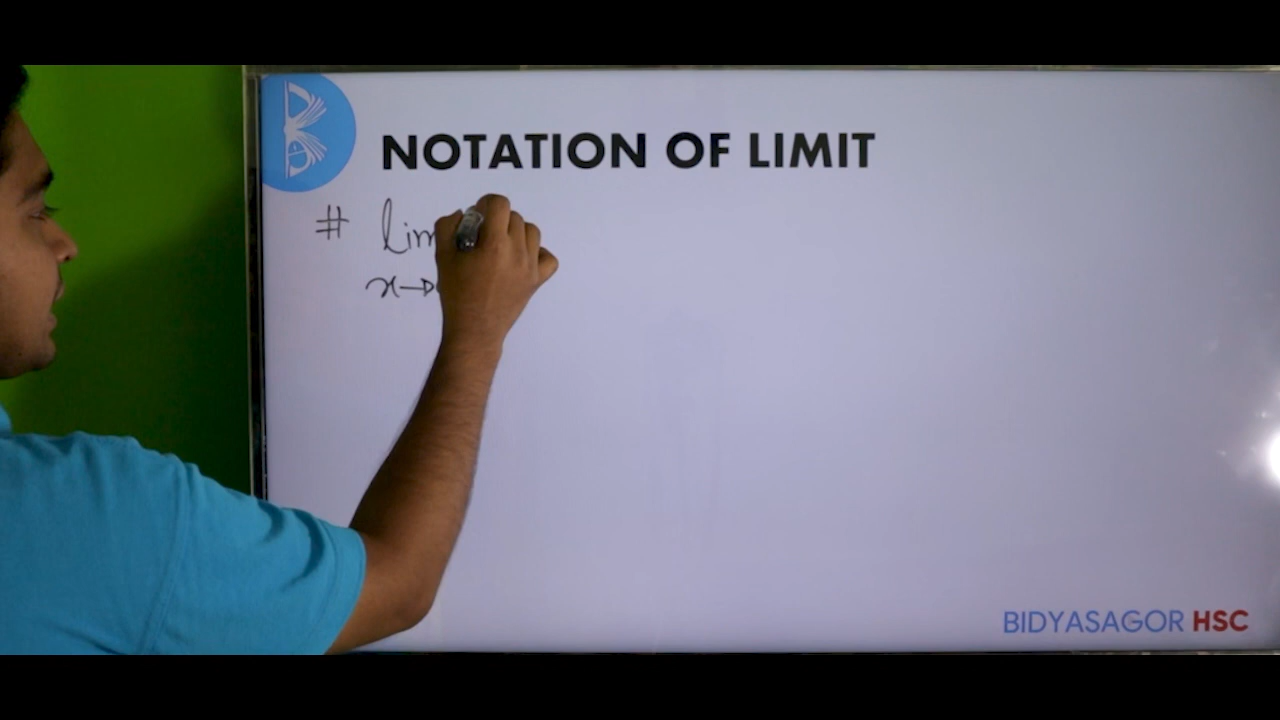 NOTATION OF LIMIT
# lim
x→
BIDYASAGOR HSC